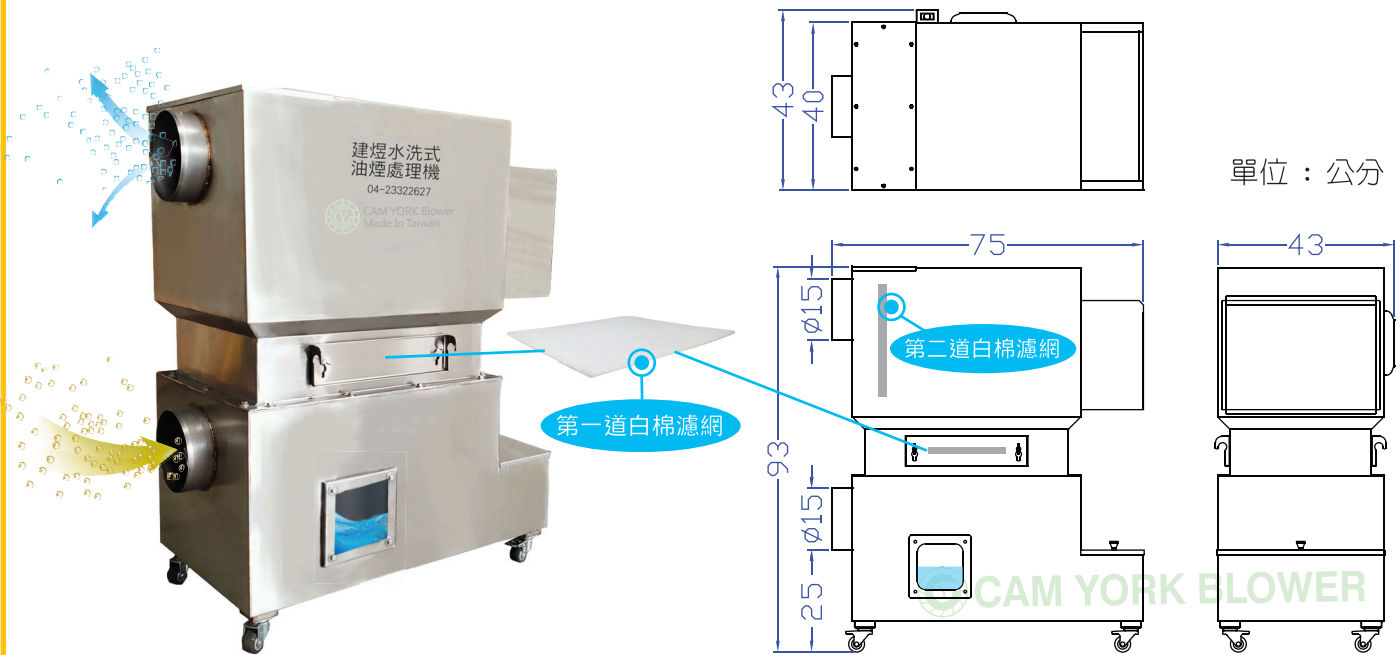 建煜水洗式
油煙處理機
04-23322627
CAM YORK Blower
Made In Taiwan
第一道白棉濾網
43
40
單位：公分
75
43
93
ø15
第二道白棉濾網
ø15
25
CAM YORK BLOWER